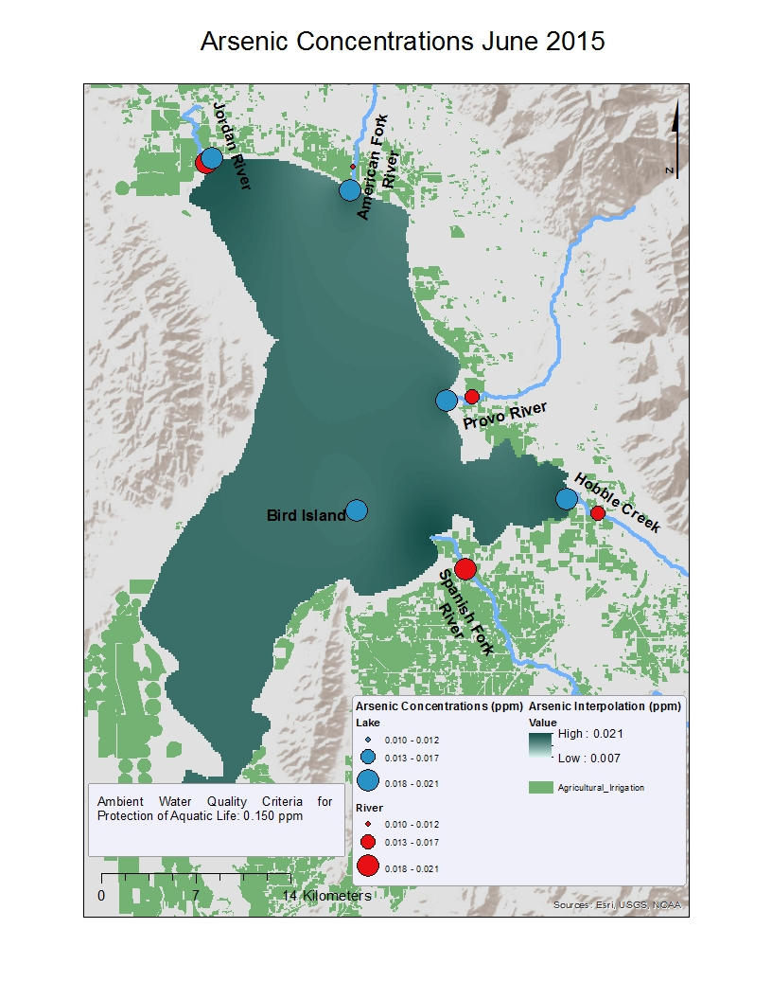 Arsenic Concentrations June 2015
Jordan River
American Fork
River
N
Provo River
Hobble Creek
Bird Island
Spanish Fork
River
Arsenic Concentrations (ppm)
Lake
0.010 - 0.012
0.013 - 0.017
0.018 - 0.021
River
0.010 - 0.012
0.013 - 0.017
0.018 - 0.021
Arsenic Interpolation (ppm)
Value
High : 0.021
Low : 0.007
Agricultural_Irrigation
Ambient Water Quality Criteria for
Protection of Aquatic Life: 0.150 ppm
0 7 14 Kilometers
Sources: Esri, USGS, NOAA